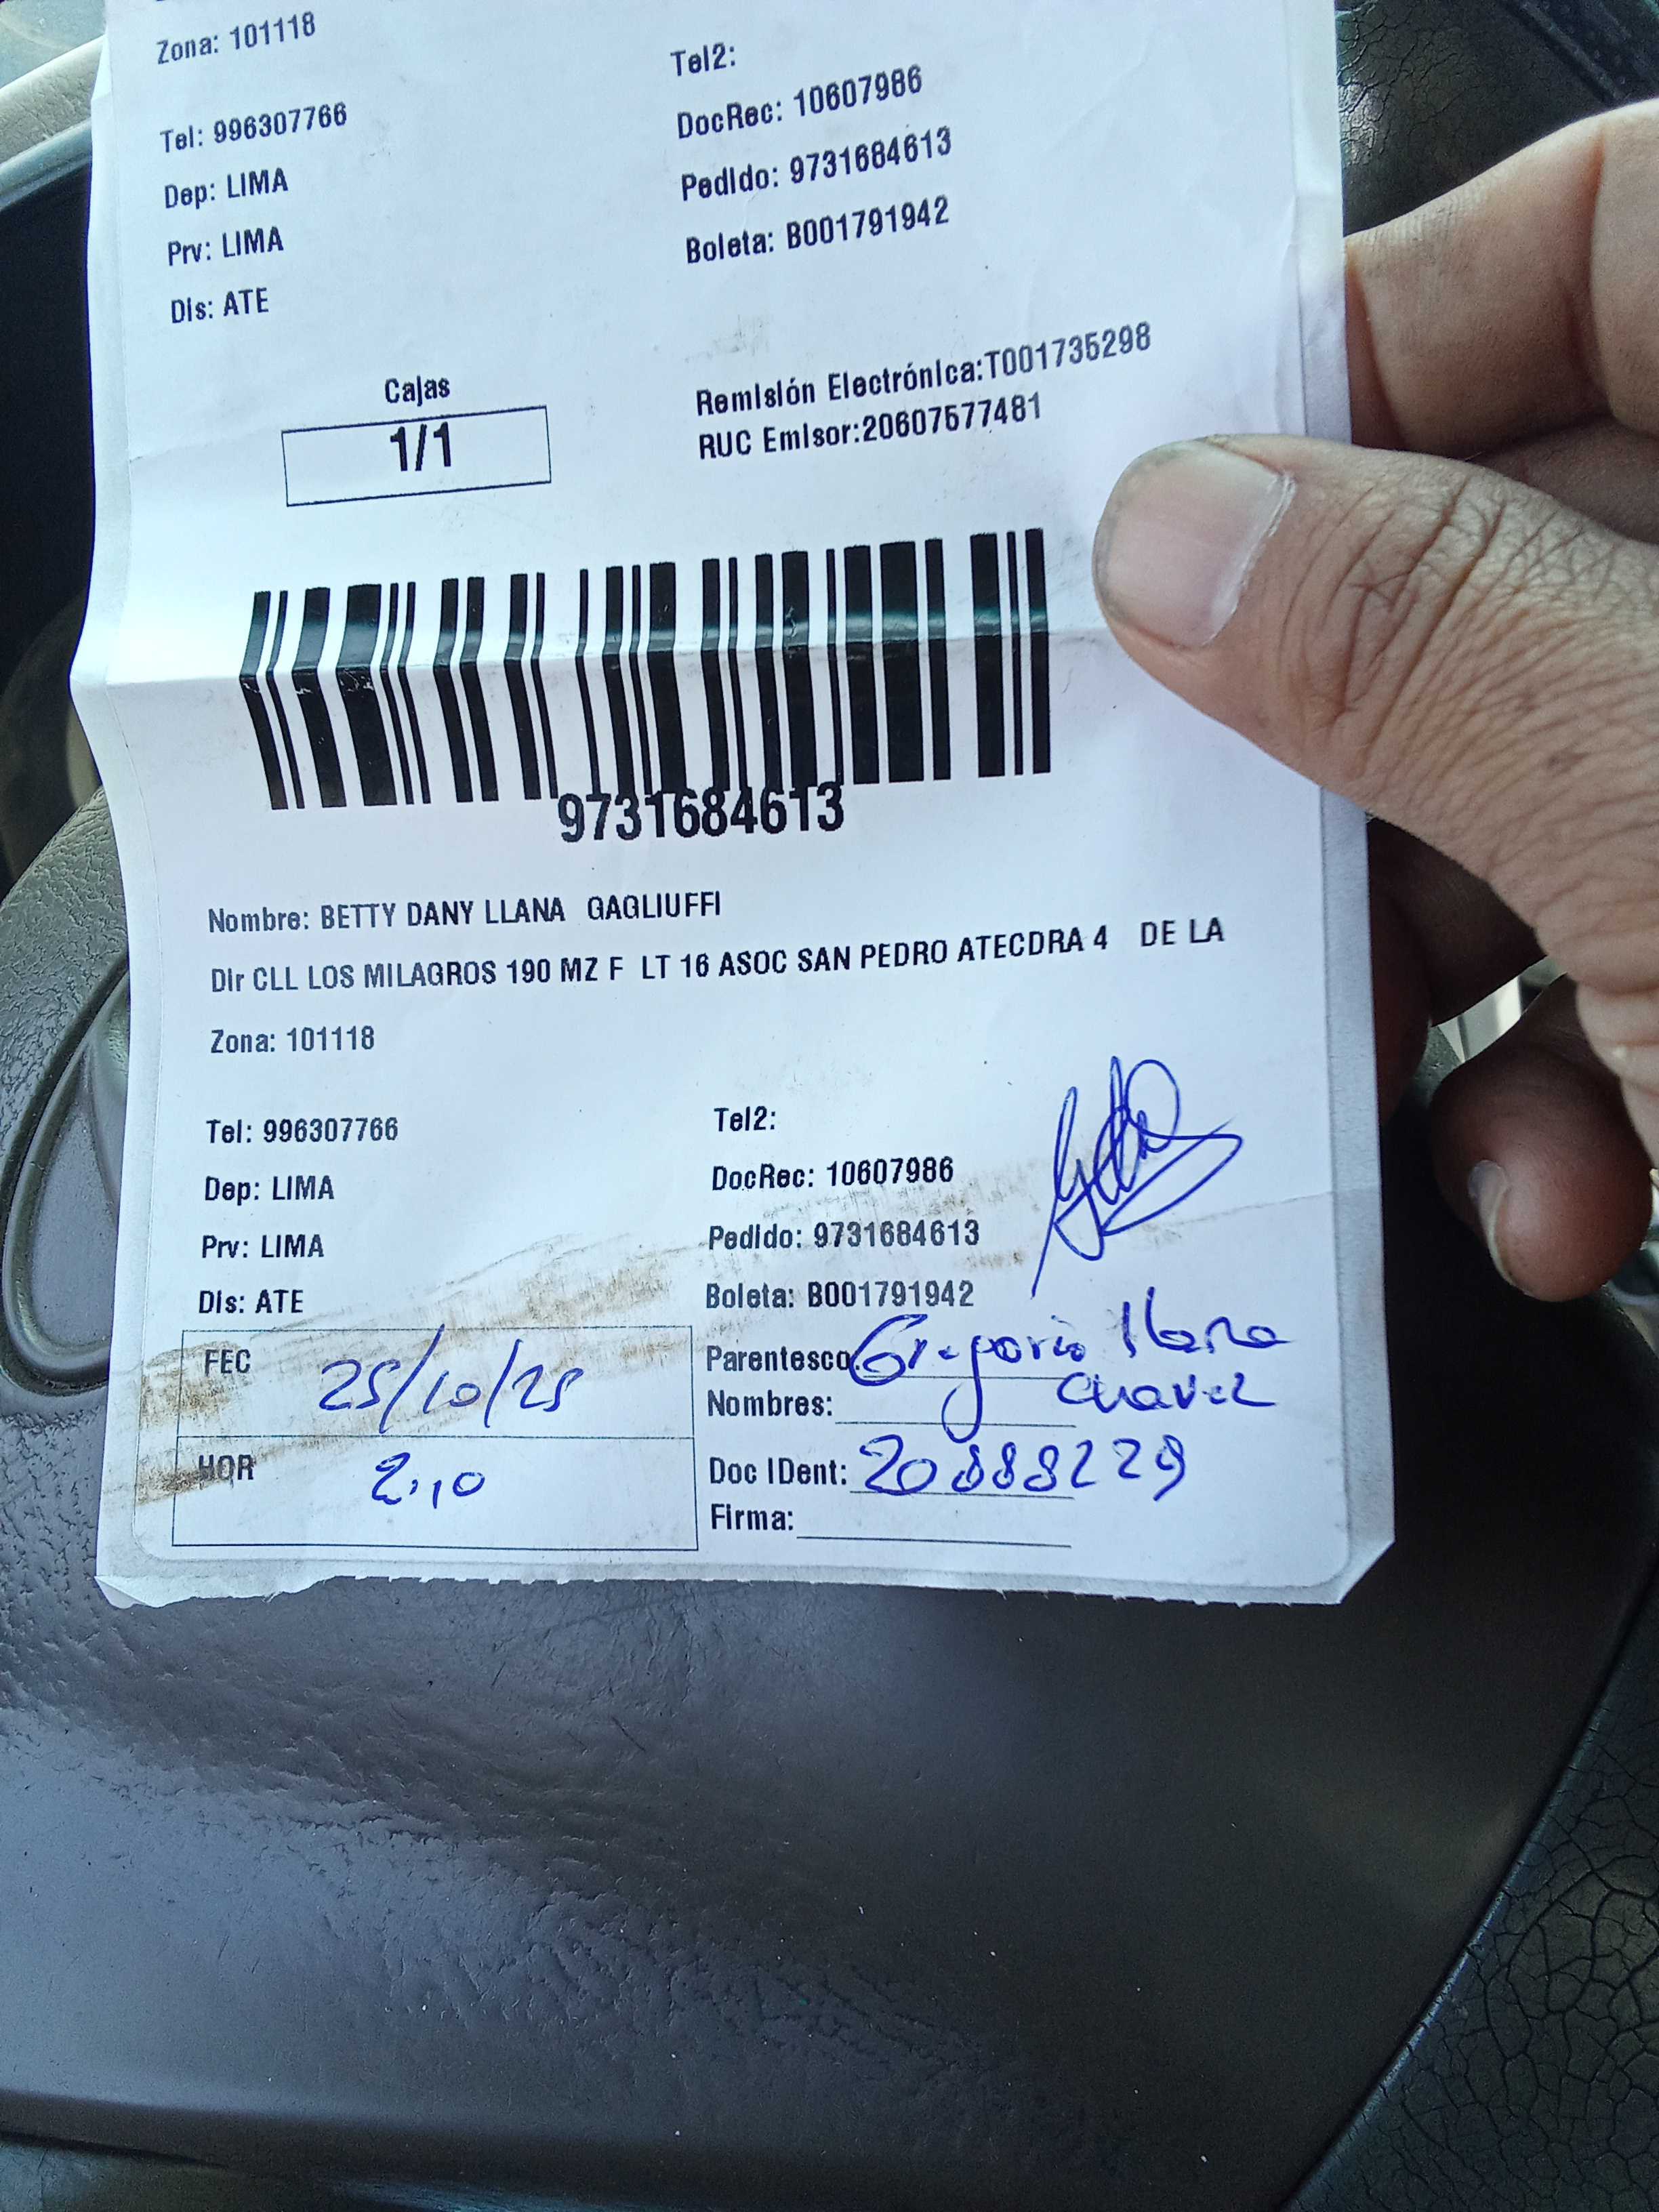 Zona: 101118
Tel: 996307766
Tel2:
Dep: LIMA
DocRec: 10607986
Prv: LIMA
Pedido: 9731684613
Dis: ATE
Boleta: B001791942
Cajas
1/1
Remisión Electrónica:T001735298
RUC Emisor:20607577481
9731684613
Nombre: BETTY DANY LLANA GAGLIUFFI
Dir CLL LOS MILAGROS 190 MZ F LT 16 ASOC SAN PEDRO ATECDRA 4 DE LA
Zona: 101118
Tel: 996307766
Tel2:
Dep: LIMA
DocRec: 10607986
Prv: LIMA
Pedido: 9731684613
Dis: ATE
Boleta: B001791942
FEC 25/10/25
Parentesco: Gregorio Llana
Nombres: Chavez
HOR 2:10
Doc IDent: 20888229
Firma: